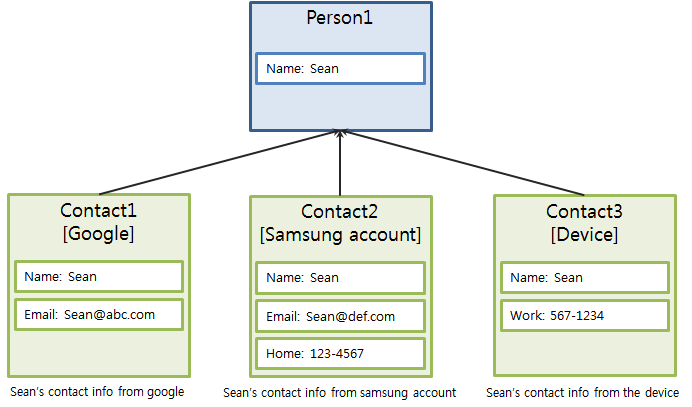 Person1
Name: Sean
Contact1
[Google]
Name: Sean
Email: Sean@abc.com
Sean's contact info from google
Contact2
[Samsung account]
Name: Sean
Email: Sean@def.com
Home: 123-4567
Sean's contact info from samsung account
Contact3
[Device]
Name: Sean
Work: 567-1234
Sean's contact info from the device